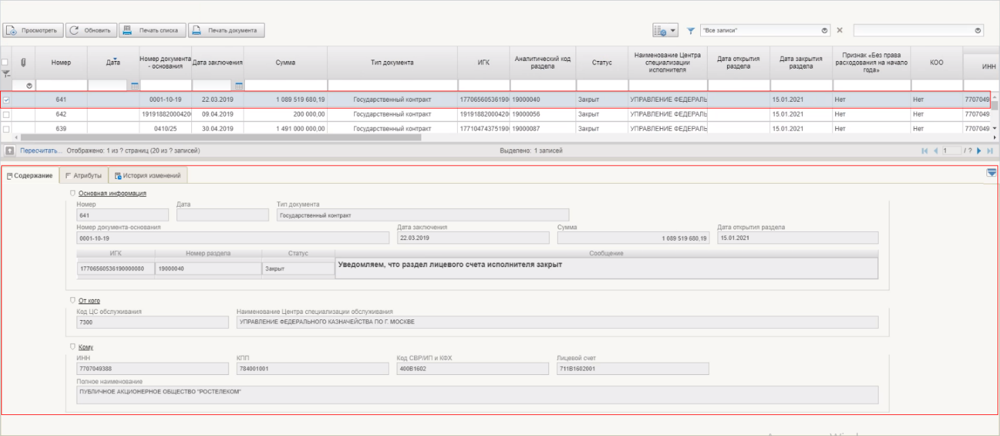 Просмотреть Обновить Печать списка Печать документа "Все записи"
Номер Дата Номер документа - основания Дата заключения Сумма Тип документа ИГК Аналитический код раздела Статус Наименование Центра специализации исполнителя Дата открытия раздела Дата закрытия раздела Признак «Без права расходования на начало года» КОО ИНН
641 0001-10-19 22.03.2019 1 089 519 680,19 Государственный контракт 17706560536190 19000040 Закрыт УПРАВЛЕНИЕ ФЕДЕРАЛЬ 15.01.2021 Нет Нет 7707049
642 19191882000420 09.04.2019 200 000,00 Государственный контракт 19191882000420 19000056 Закрыт УПРАВЛЕНИЕ ФЕДЕРАЛЬ 15.01.2021 Нет Нет 7707049
639 0410/25 30.04.2019 1 491 000 000,00 Государственный контракт 17710474375190 19000087 Закрыт УПРАВЛЕНИЕ ФЕДЕРАЛЬ 15.01.2021 Нет Нет 7707049
Пересчитать... Отображено: 1 из ? страниц (20 из ? записей) Выделено: 1 записей 1 / ?
Содержание Атрибуты История изменений
Основная информация
Номер Дата Тип документа
641 Государственный контракт
Номер документа-основания Дата заключения Сумма Дата открытия раздела
0001-10-19 22.03.2019 1 089 519 680,19 15.01.2021
ИГК Номер раздела Статус Сообщение
17706560536190000080 19000040 Закрыт Уведомляем, что раздел лицевого счета исполнителя закрыт
От кого
Код ЦС обслуживания Наименование Центра специализации обслуживания
7300 УПРАВЛЕНИЕ ФЕДЕРАЛЬНОГО КАЗНАЧЕЙСТВА ПО Г. МОСКВЕ
Кому
ИНН КПП Код СВР/ИП и КФХ Лицевой счет
7707049388 784001001 400В1602 711В1602001
Полное наименование
ПУБЛИЧНОЕ АКЦИОНЕРНОЕ ОБЩЕСТВО "РОСТЕЛЕКОМ"